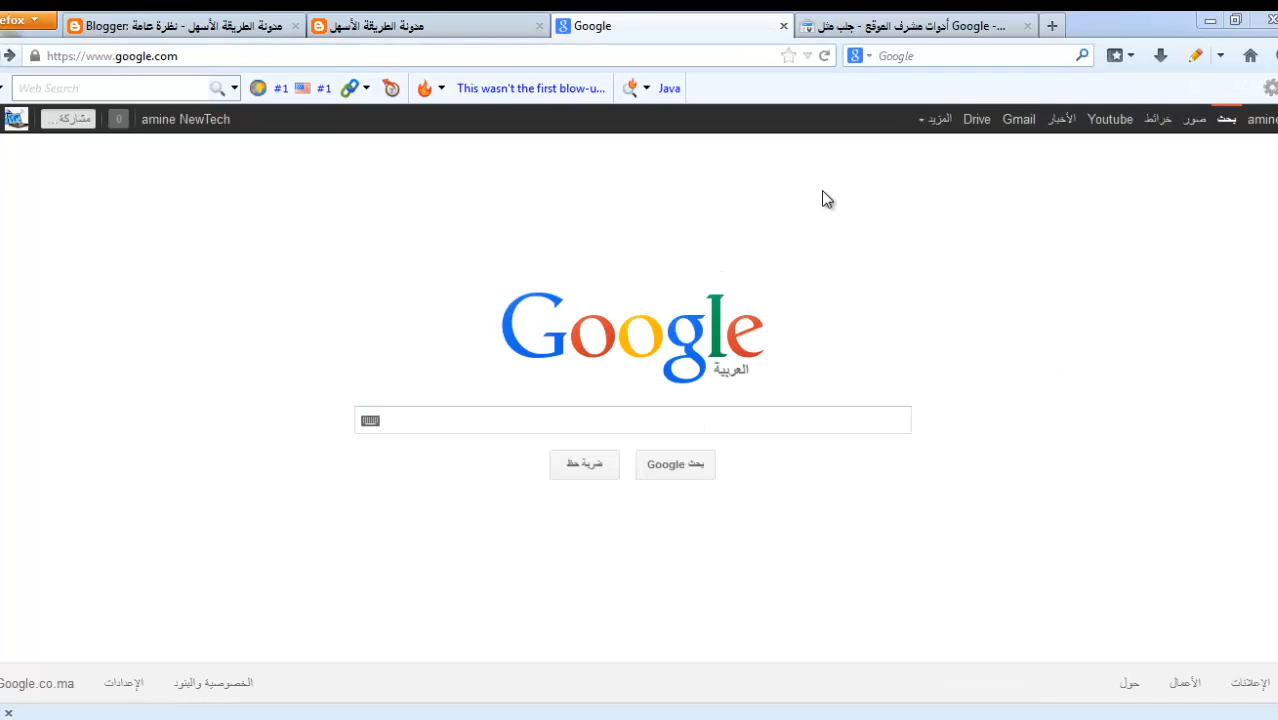 efox
Blogger: مدونة الطريقة الأسهل - نظرة عامة
مدونة الطريقة الأسهل
Google
أدوات مشرف الموقع - جلب مثل Google -...
https://www.google.com
Google
Web Search
#1
#1
This wasn't the first blow-u...
Java
مشاركة...
0
amine NewTech
المزيد
Drive
Gmail
الأخبار
Youtube
خرائط
صور
بحث
amine
Google
العربية
ضربة حظ
بحث Google
Google.co.ma
الإعدادات
الخصوصية والبنود
حول
الأعمال
الإعلانات